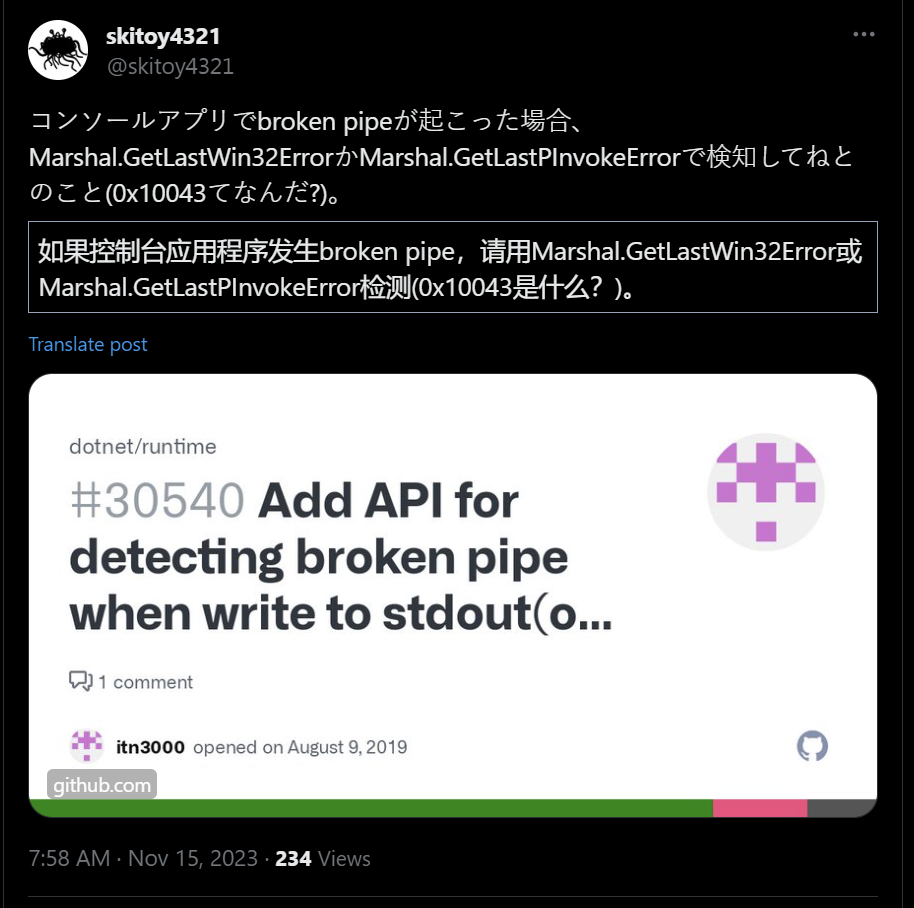 skitoy4321
@skitoy4321
コンソールアプリでbroken pipeが起こった場合、
Marshal.GetLastWin32ErrorかMarshal.GetLastPInvokeErrorで検知してねと
のこと(0x10043てなんだ?)。
如果控制台应用程序发生broken pipe，请用Marshal.GetLastWin32Error或
Marshal.GetLastPInvokeError检测(0x10043是什么？)。
Translate post
dotnet/runtime
#30540 Add API for
detecting broken pipe
when write to stdout(o...
1 comment
itn3000 opened on August 9, 2019
github.com
7:58 AM · Nov 15, 2023 · 234 Views